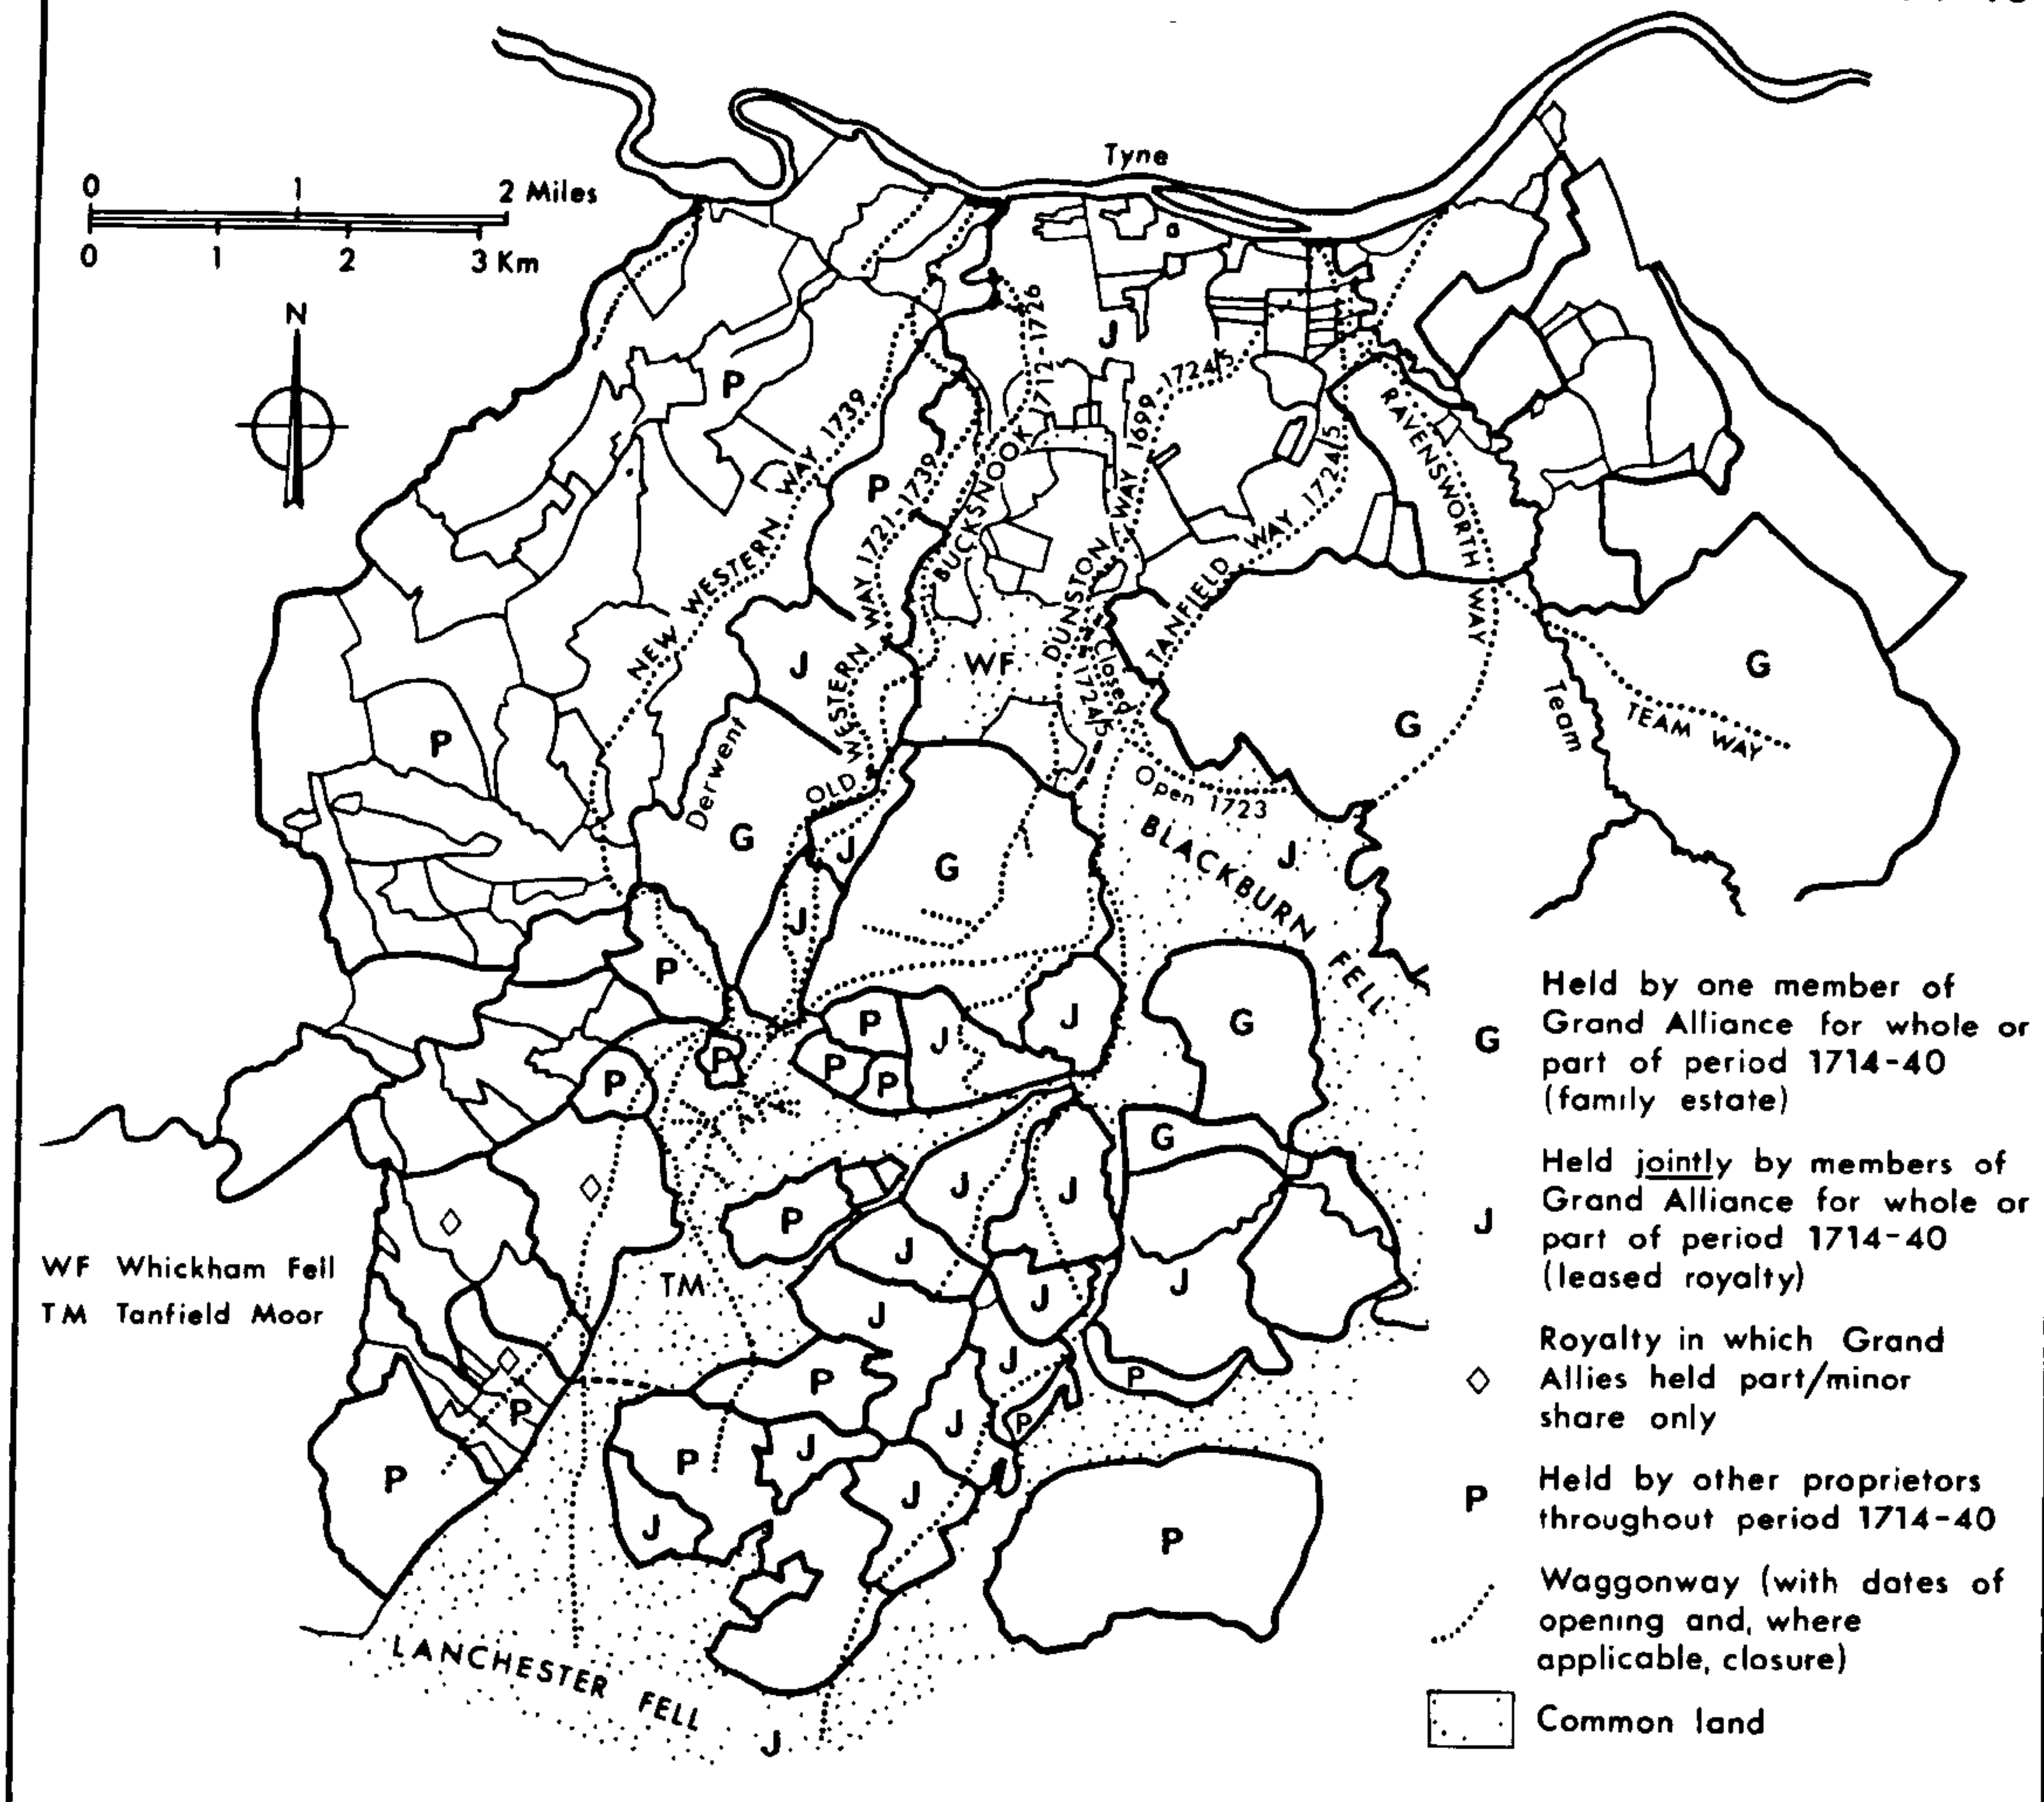 Tyne
0 1 2 Miles
0 1 2 3 Km
N
J
P
1712-1726
BUCKSNOOK
1699-1724/5
DUNSTON WAY
RAVENSWORTH WAY
NEW WESTERN WAY 1739
P
OLD WESTERN WAY 1721-1739
TANFIELD WAY 1724/5
J
WF
Closed 1724/5
G
G
TEAM WAY
Team
P
Derwent
G
J
G
Open 1723
BLACKBURN FELL
J
J
P
P
J
J
G
P
P
P
P
G
J
J
P
J
WF Whickham Fell
TM Tanfield Moor
TM
J
J
J
P
J
P
P
P
J
P
P
J
J
P
J
P
LANCHESTER FELL
J
G
Held by one member of
Grand Alliance for whole or
part of period 1714-40
(family estate)
J
Held jointly by members of
Grand Alliance for whole or
part of period 1714-40
(leased royalty)
Royalty in which Grand
Allies held part/minor
share only
P
Held by other proprietors
throughout period 1714-40
Waggonway (with dates of
opening and, where
applicable, closure)
Common land